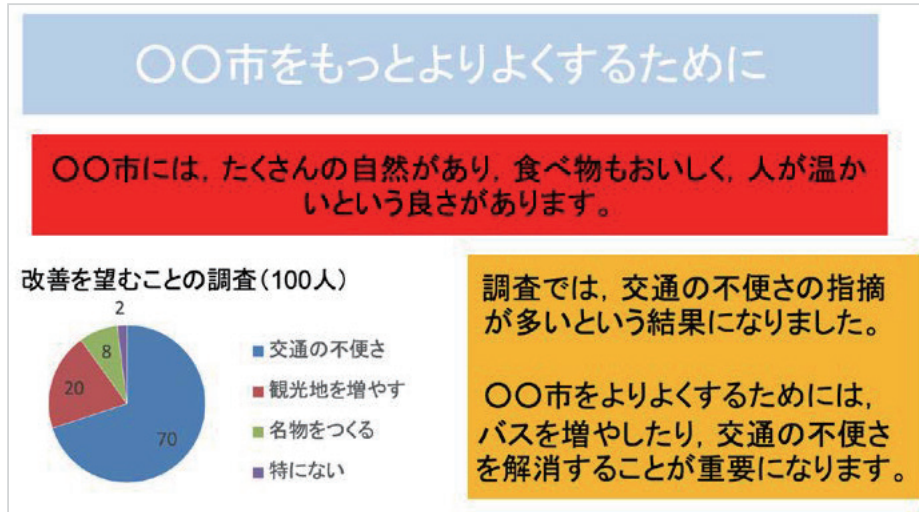 〇〇市をもっとよりよくするために
〇〇市には，たくさんの自然があり，食べ物もおいしく，人が温か
いという良さがあります。
改善を望むことの調査（100人）
2
8
20
70
交通の不便さ
観光地を増やす
名物をつくる
特にない
調査では，交通の不便さの指摘
が多いという結果になりました。
〇〇市をよりよくするためには，
バスを増やしたり，交通の不便さ
を解消することが重要になります。